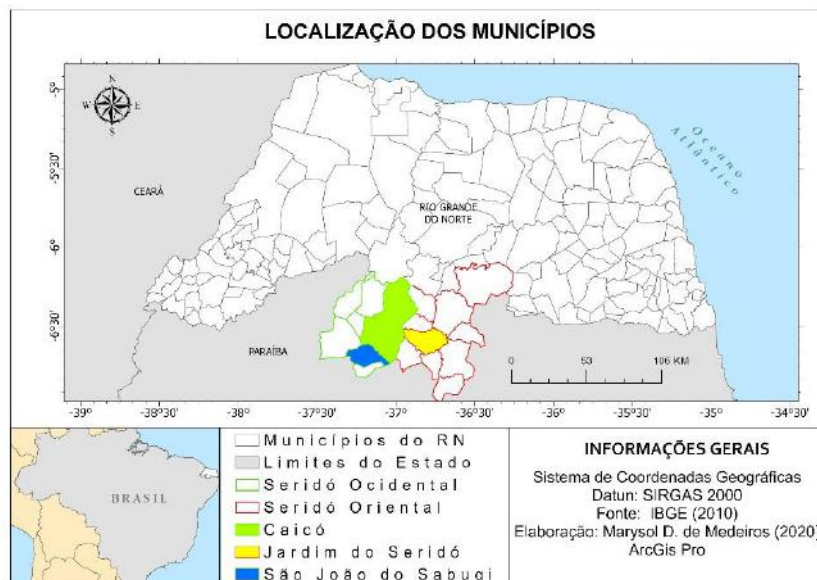 LOCALIZAÇÃO DOS MUNICÍPIOS
N
W E
S
-5°
-5°30'
-6°
-6°30'
CEARÁ
RIO GRANDE
DO NORTE
Oceano
Atlântico
PARAÍBA
0 53 106 KM
-39° -38°30' -38° -37°30' -37° -36°30' -36° -35°30' -35° -34°30'
BRASIL
Municípios do RN
Limites do Estado
Seridó Ocidental
Seridó Oriental
Caicó
Jardim do Seridó
São João do Sabugi
INFORMAÇÕES GERAIS
Sistema de Coordenadas Geográficas
Datun: SIRGAS 2000
Fonte: IBGE (2010)
Elaboração: Marysol D. de Medeiros (2020)
ArcGis Pro